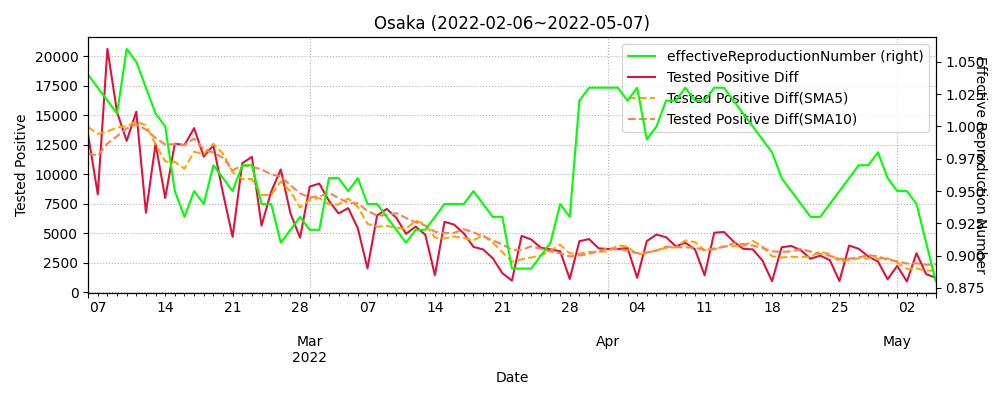 Osaka (2022-02-06~2022-05-07)
effectiveReproductionNumber (right)
Tested Positive Diff
Tested Positive Diff(SMA5)
Tested Positive Diff(SMA10)
Tested Positive
20000
17500
15000
12500
10000
7500
5000
2500
0
1.050
1.025
1.000
0.975
0.950
0.925
0.900
0.875
Effective Reproduction Number
07 14 21 28 07 14 21 28 04 11 18 25 02
Mar Apr May
2022
Date